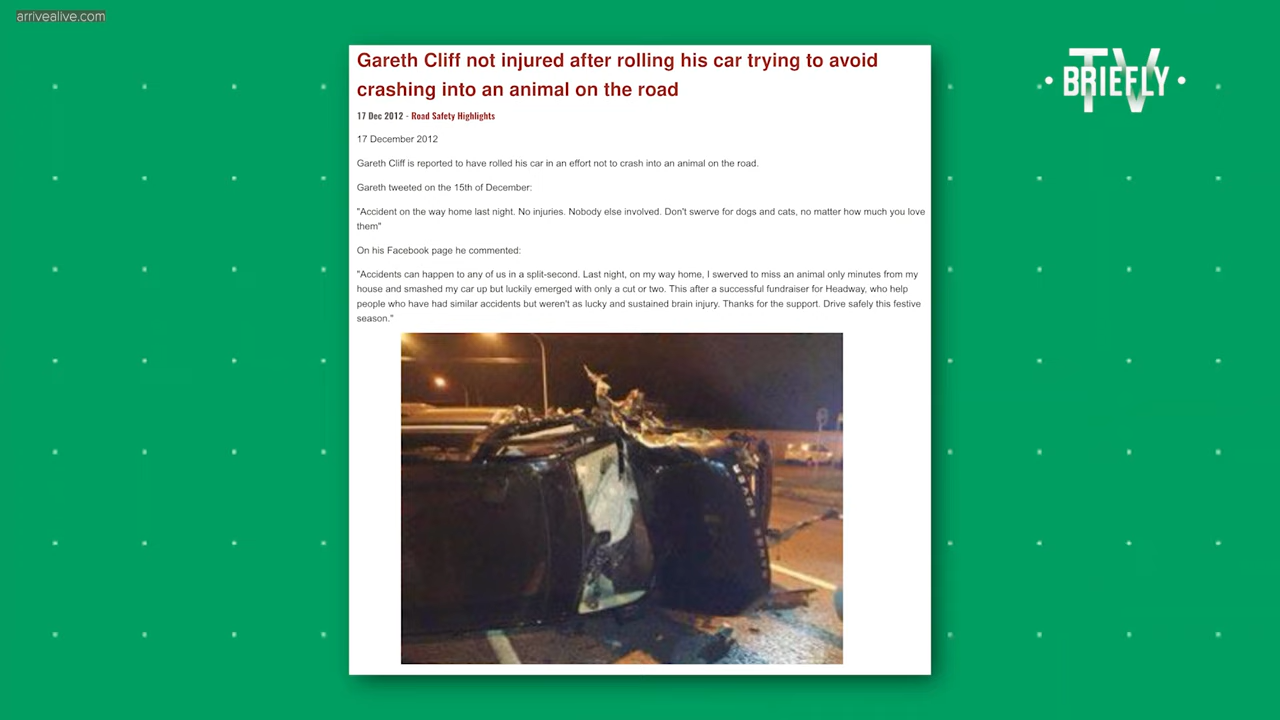 arrivealive.com
TV
BRIEFLY
Gareth Cliff not injured after rolling his car trying to avoid
crashing into an animal on the road
17 Dec 2012 - Road Safety Highlights
17 December 2012
Gareth Cliff is reported to have rolled his car in an effort not to crash into an animal on the road.
Gareth tweeted on the 15th of December:
"Accident on the way home last night. No injuries. Nobody else involved. Don't swerve for dogs and cats, no matter how much you love
them"
On his Facebook page he commented:
"Accidents can happen to any of us in a split-second. Last night, on my way home, I swerved to miss an animal only minutes from my
house and smashed my car up but luckily emerged with only a cut or two. This after a successful fundraiser for Headway, who help
people who have had similar accidents but weren't as lucky and sustained brain injury. Thanks for the support. Drive safely this festive
season."